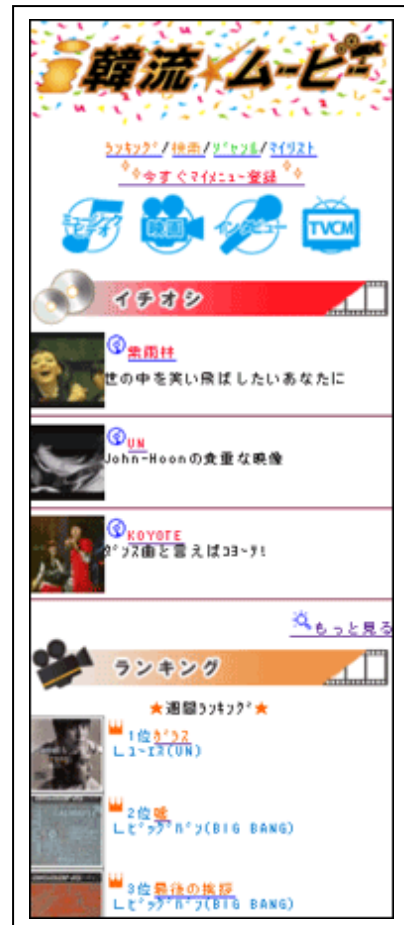 i韓流★ムービー
ﾗﾝｷﾝｸﾞ/検索/ｼﾞｬﾝﾙ/ﾏｲﾘｽﾄ
今すぐﾏｲﾒﾆｭｰ登録
ミュージックビデオ 映画 インタビュー TVCM
イチオシ
紫雨林
世の中を笑い飛ばしたいあなたに
UN
John-Hoonの貴重な映像
KOYOTE
ﾀﾞﾝｽ曲と言えばｺﾖｰﾃ!
もっと見る
ランキング
★週間ﾗﾝｷﾝｸﾞ★
1位ｶﾞﾗｽ
┗ﾕｰｴﾇ(UN)
2位嘘
┗ﾋﾞｯｸﾞﾊﾞﾝ(BIG BANG)
3位最後の挨拶
┗ﾋﾞｯｸﾞﾊﾞﾝ(BIG BANG)